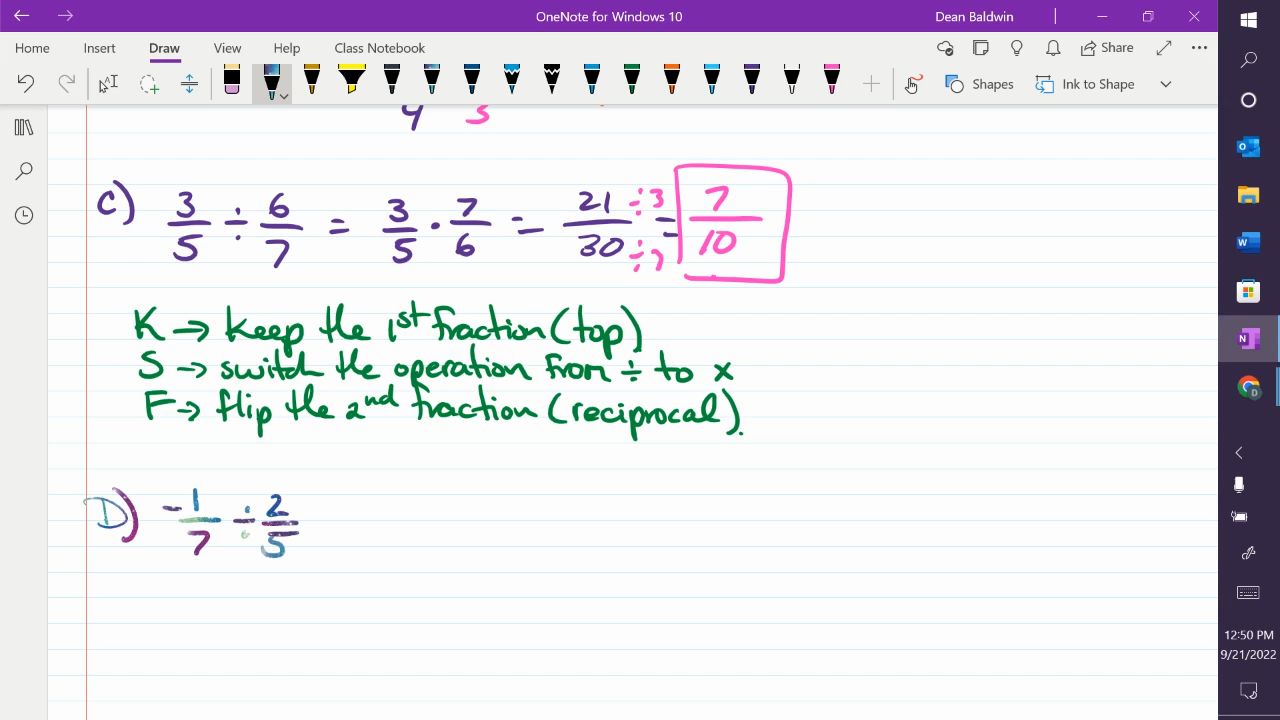 OneNote for Windows 10
Dean Baldwin
Home Insert Draw View Help Class Notebook
Share
Shapes Ink to Shape
4 5
C) 3/5 ÷ 6/7 = 3/5 · 7/6 = 21/30 ÷3/÷3 = 7/10
K → keep the 1st fraction (top)
S → switch the operation from ÷ to x
F → flip the 2nd fraction (reciprocal).
D) -1/7 ÷ 2/5
12:50 PM
9/21/2022